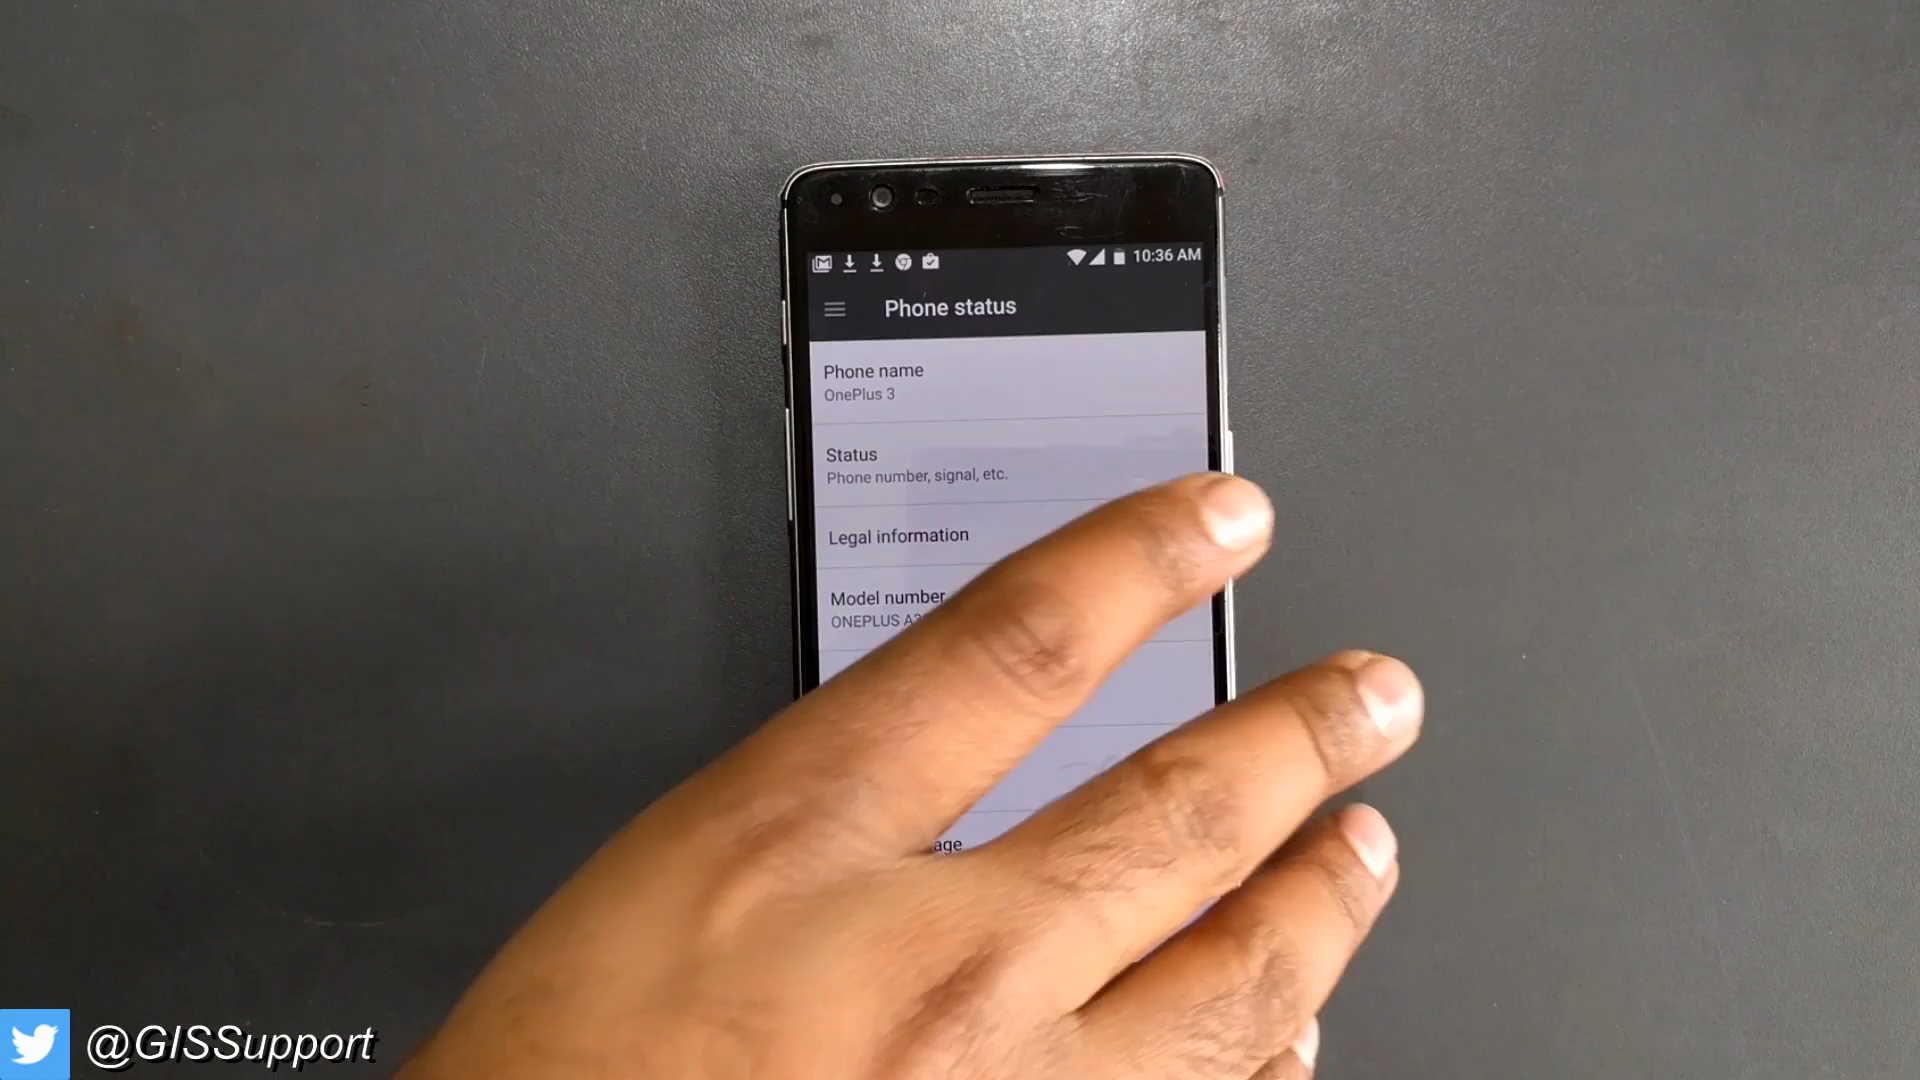 10:36 AM
Phone status
Phone name
OnePlus 3
Status
Phone number, signal, etc.
Legal information
Model number
ONEPLUS
@GISSupport